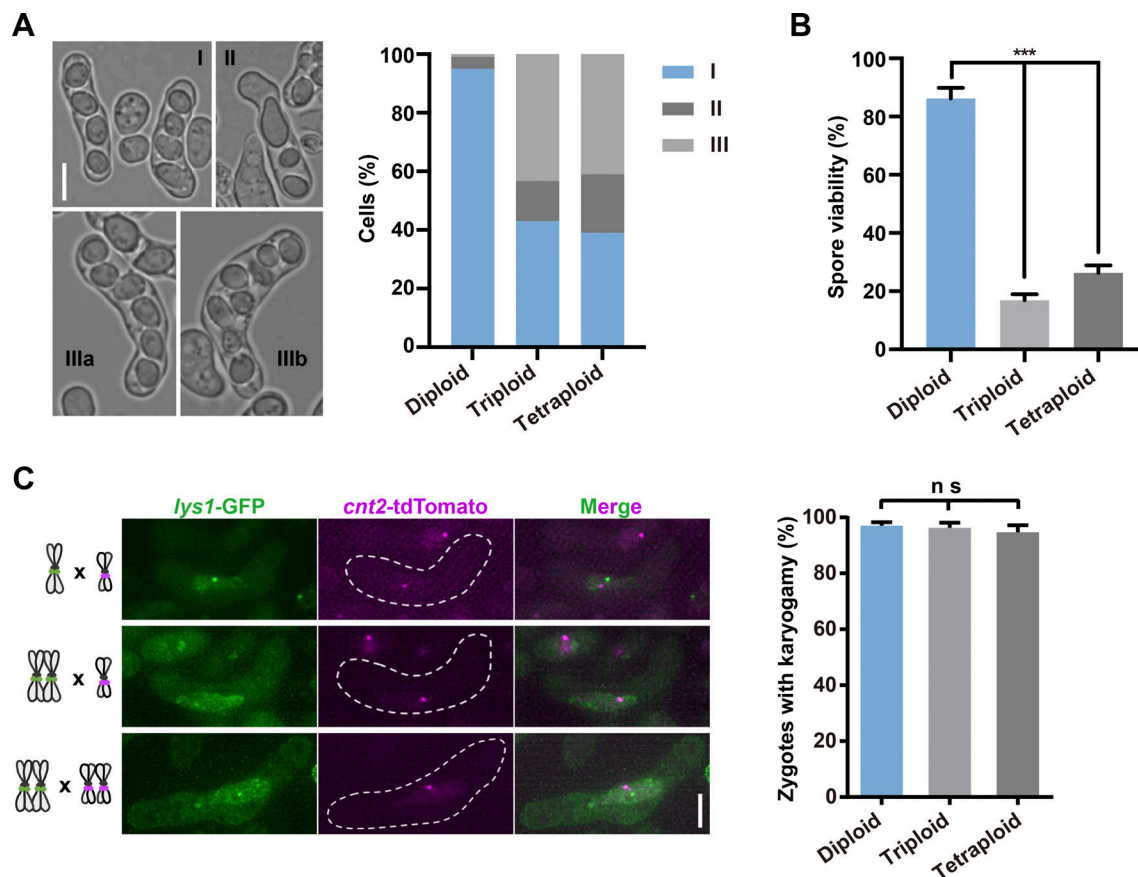 A
I
II
IIIa
IIIb
Cells (%)
100
80
60
40
20
0
Diploid
Triploid
Tetraploid
I
II
III
B
Spore viability (%)
100
80
60
40
20
0
***
Diploid
Triploid
Tetraploid
C
lys1-GFP
cnt2-tdTomato
Merge
x
x
x
Zygotes with karyogamy (%)
100
80
60
40
20
0
n s
Diploid
Triploid
Tetraploid